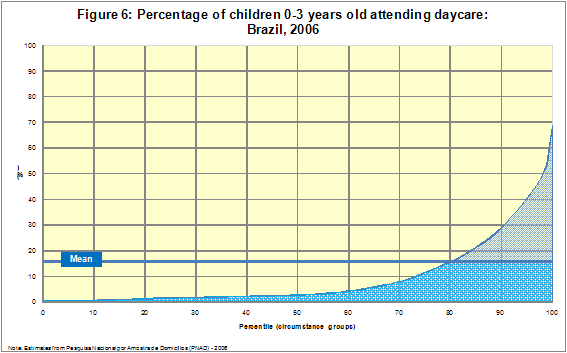 Figure 6: Percentage of children 0-3 years old attending daycare:
Brazil, 2006
100
90
80
70
60
50
40
30
20
10
0
(%)
Mean
0 10 20 30 40 50 60 70 80 90 100
Percentile (circumstance groups)
Note: Estimates from Pesquisa Nacional por Amostra de Domicílios (PNAD) - 2006